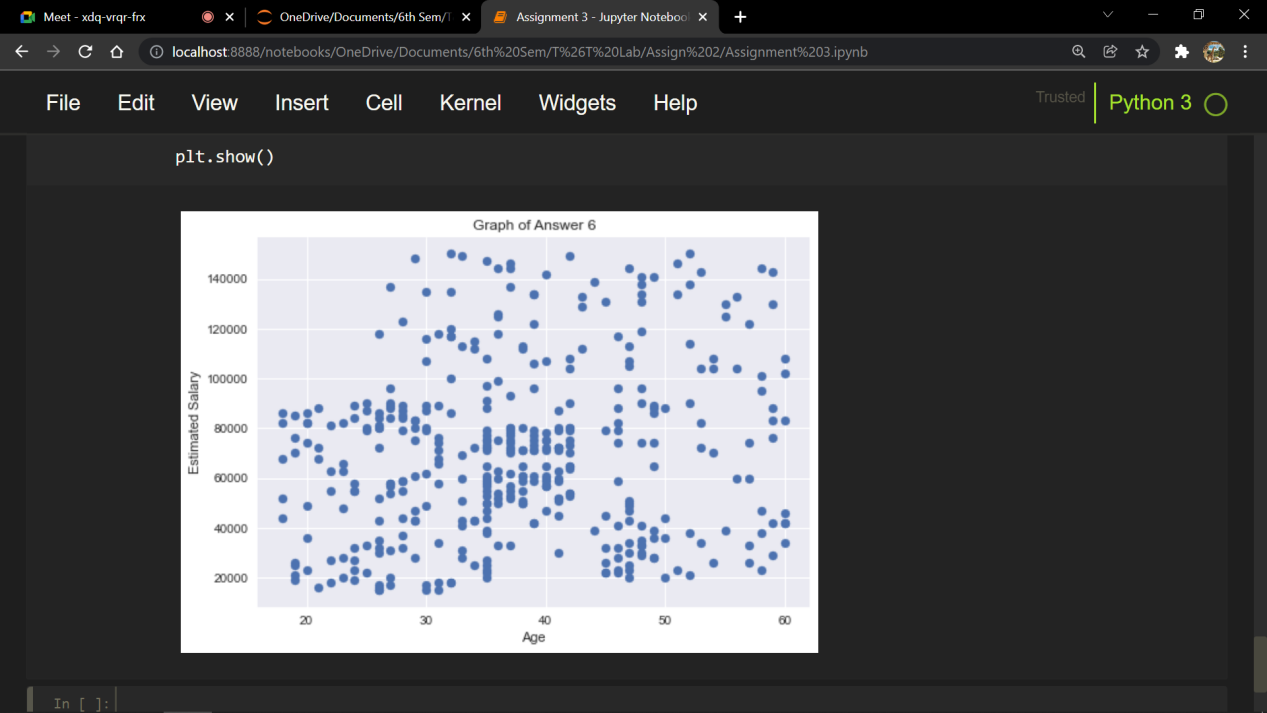 Meet - xdq-vrqr-frx
OneDrive/Documents/6th Sem/T
Assignment 3 - Jupyter Notebook
localhost:8888/notebooks/OneDrive/Documents/6th%20Sem/T%26T%20Lab/Assign%202/Assignment%203.ipynb
File Edit View Insert Cell Kernel Widgets Help
Trusted
Python 3
plt.show()
Graph of Answer 6
140000
120000
100000
80000
60000
40000
20000
Estimated Salary
20 30 40 50 60
Age
In [ ]: